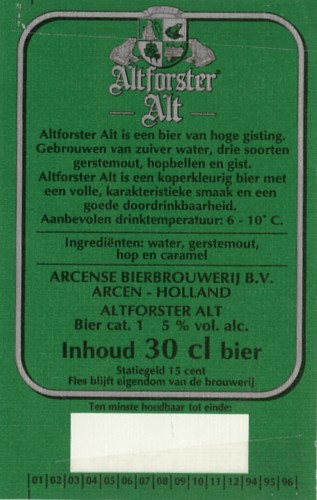 Altforster
Alt
Altforster Alt is een bier van hoge gisting.
Gebrouwen van zuiver water, drie soorten
gerstemout, hopbellen en gist.
Altforster Alt is een koperkleurig bier met
een volle, karakteristieke smaak en een
goede doordrinkbaarheid.
Aanbevolen drinktemperatuur: 6 - 10° C.
Ingrediënten: water, gerstemout,
hop en caramel
ARCENSE BIERBROUWERIJ B.V.
ARCEN - HOLLAND
ALTFORSTER ALT
Bier cat. 1 5 % vol. alc.
Inhoud 30 cl bier
Statiegeld 15 cent
Fles blijft eigendom van de brouwerij
Ten minste houdbaar tot einde:
|01|02|03|04|05|06|07|08|09|10|11|12|94|95|96|